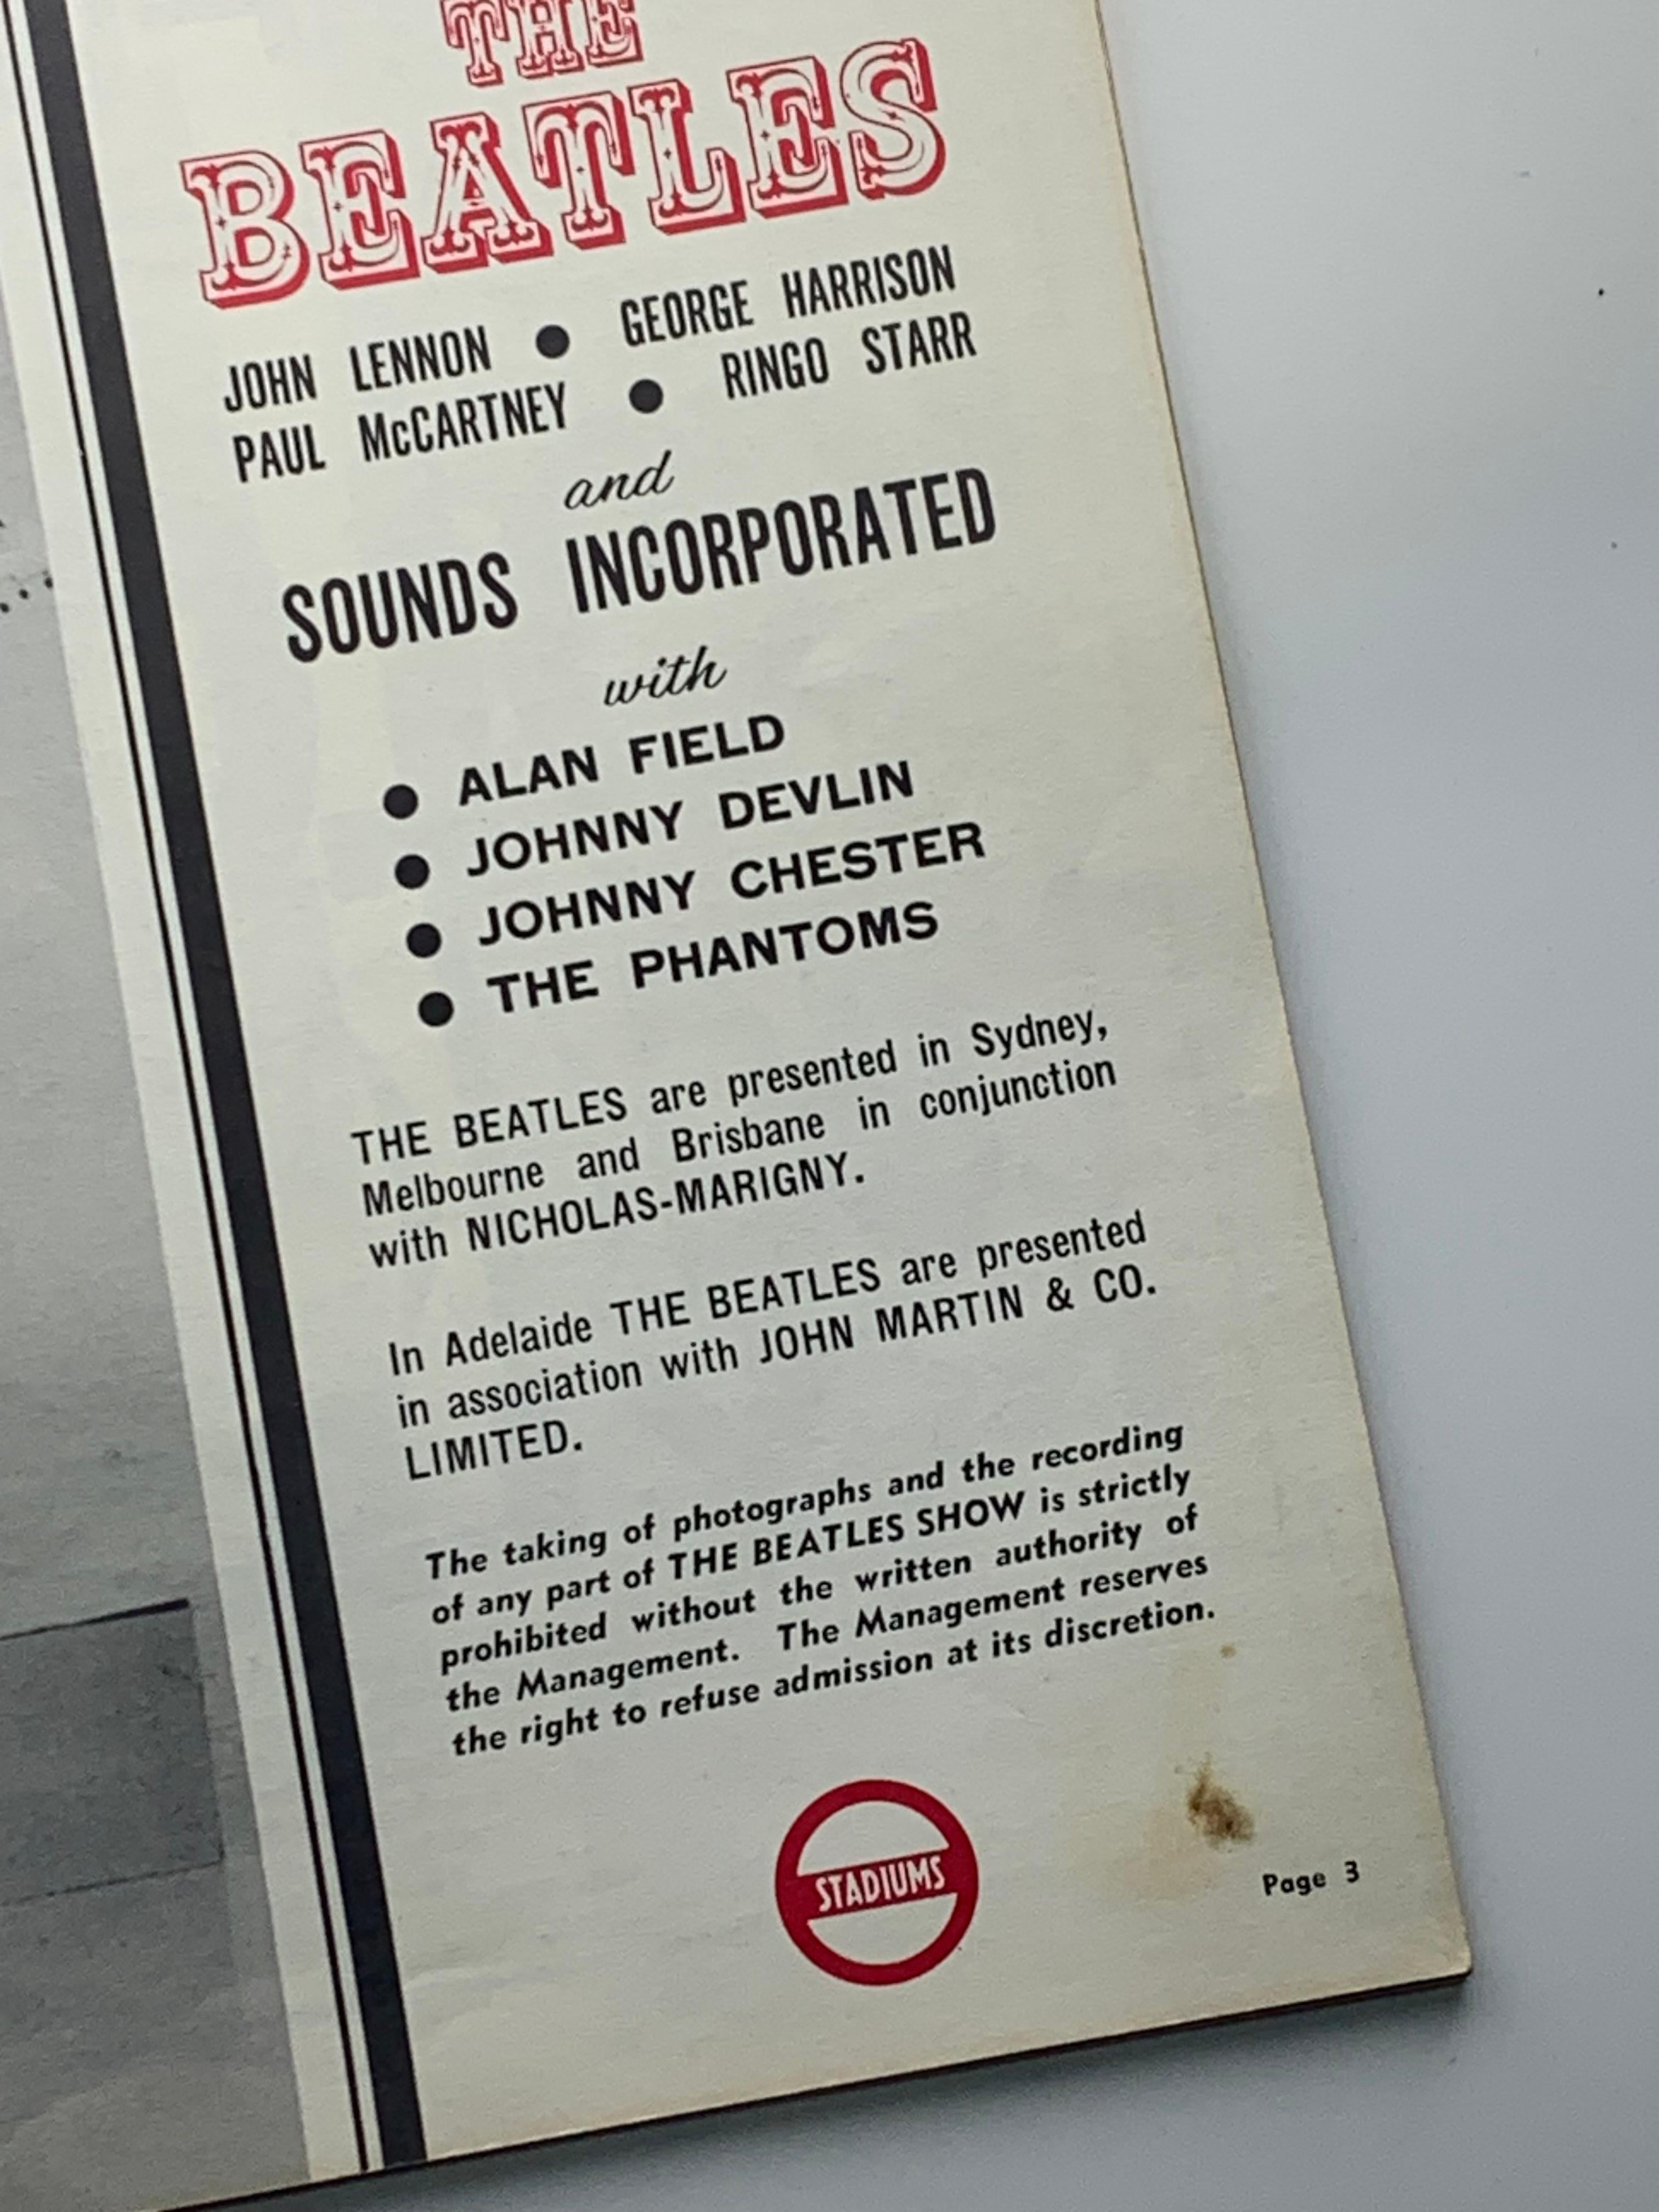 THE
BEATLES
JOHN LENNON ● GEORGE HARRISON
PAUL McCARTNEY ● RINGO STARR
and
SOUNDS INCORPORATED
with
● ALAN FIELD
● JOHNNY DEVLIN
● JOHNNY CHESTER
● THE PHANTOMS
THE BEATLES are presented in Sydney,
Melbourne and Brisbane in conjunction
with NICHOLAS-MARIGNY.
In Adelaide THE BEATLES are presented
in association with JOHN MARTIN & CO.
LIMITED.
The taking of photographs and the recording
of any part of THE BEATLES SHOW is strictly
prohibited without the written authority of
the Management. The Management reserves
the right to refuse admission at its discretion.
STADIUMS
Page 3